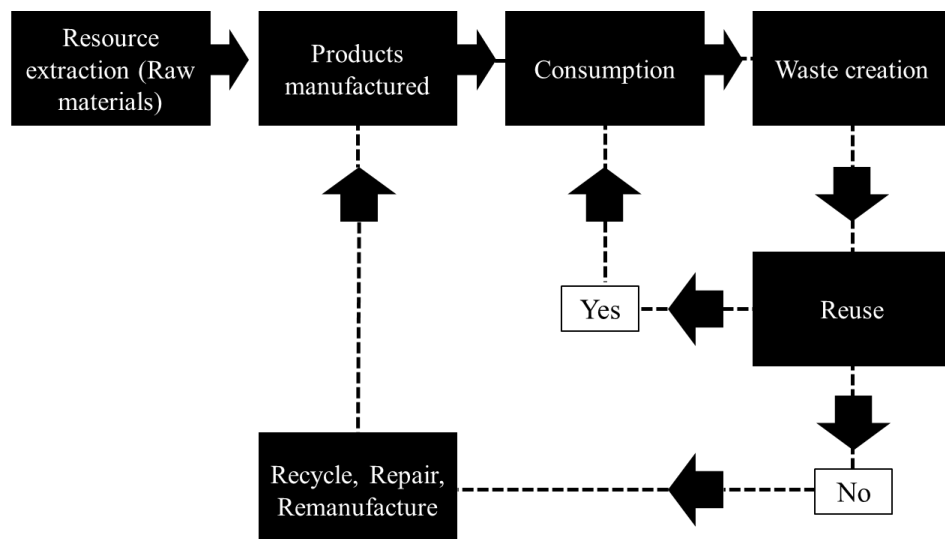 Resource
extraction (Raw
materials)
Products
manufactured
Consumption
Waste creation
Yes
Reuse
Recycle, Repair,
Remanufacture
No